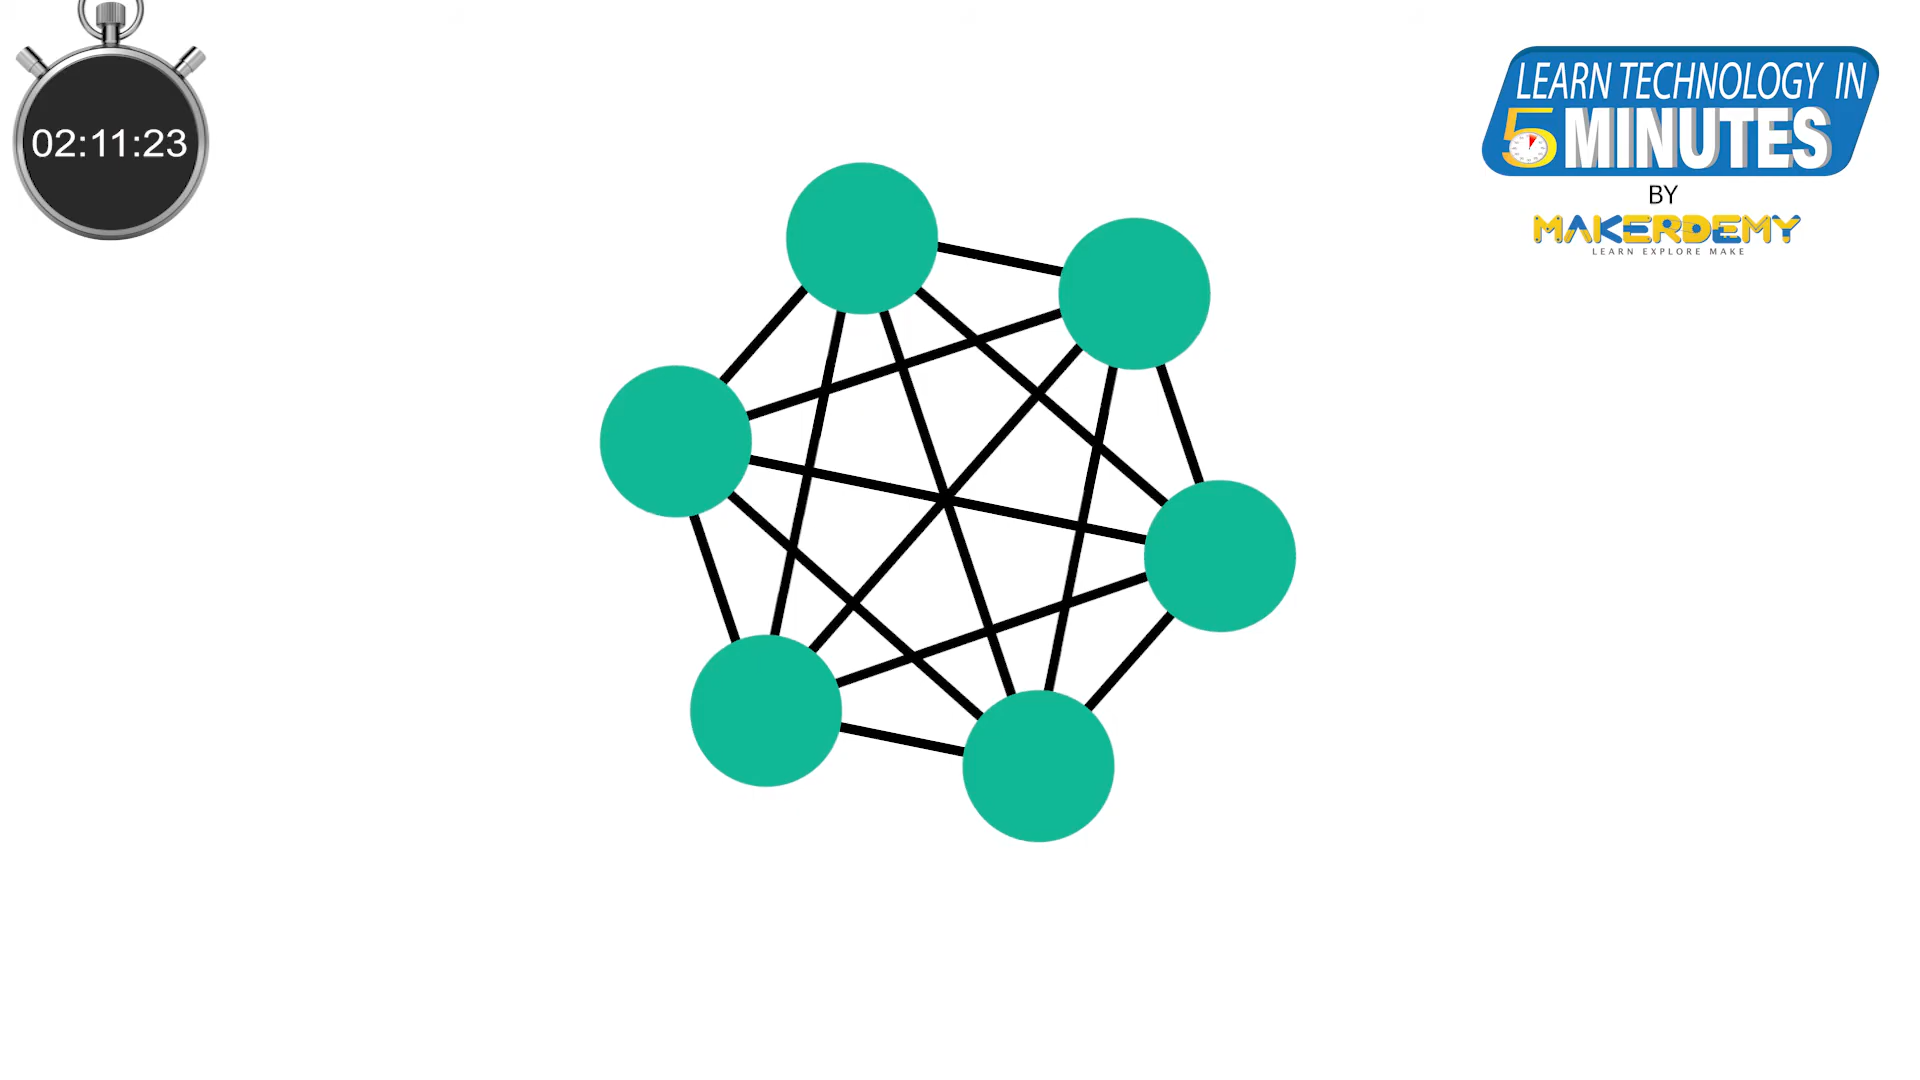 02:11:23
LEARN TECHNOLOGY IN
5 MINUTES
BY
MAKERDEMY
LEARN EXPLORE MAKE